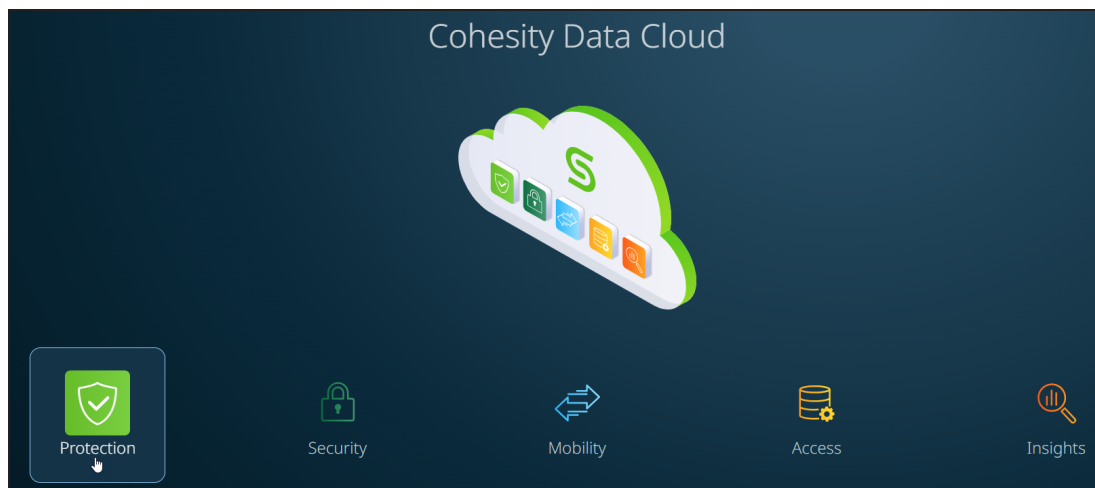 Cohesity Data Cloud
Protection
Security
Mobility
Access
Insights